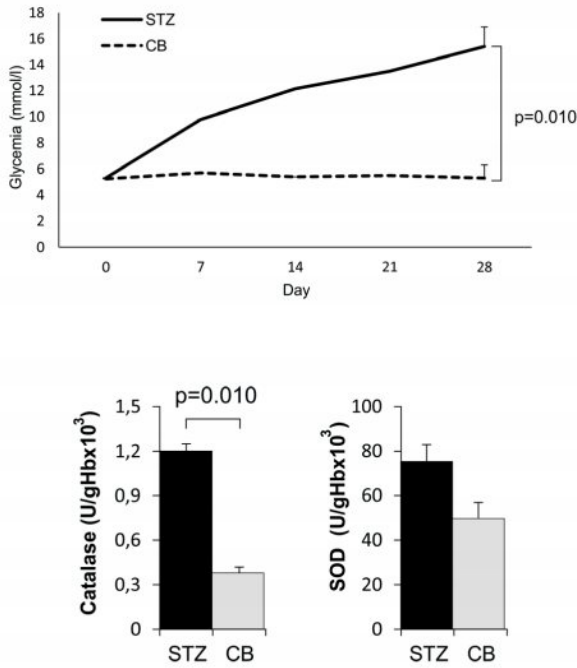 18
16
14
12
10
8
6
4
2
0
Glycemia (mmol/l)
STZ
CB
p=0.010
0 7 14 21 28
Day
p=0.010
1,5
1,2
0,9
0,6
0,3
0
Catalase (U/gHbx10³)
STZ CB
100
80
60
40
20
0
SOD (U/gHbx10³)
STZ CB